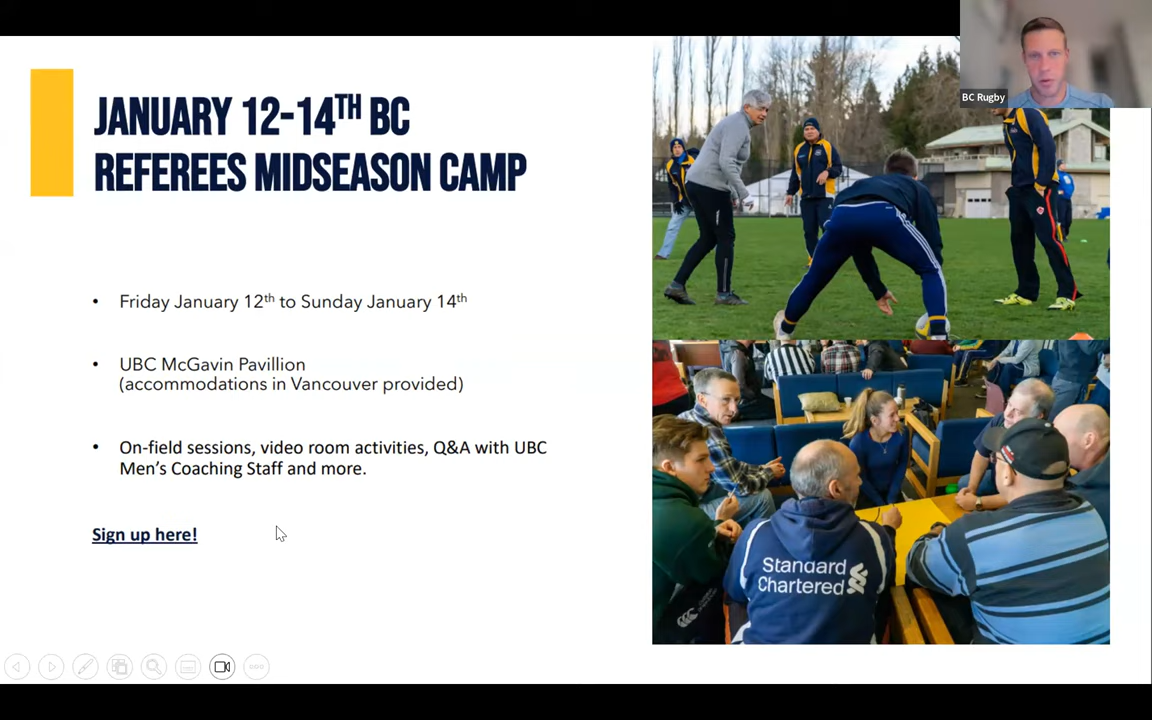 JANUARY 12-14TH BC
REFEREES MIDSEASON CAMP
BC Rugby
• Friday January 12th to Sunday January 14th
• UBC McGavin Pavillion
(accommodations in Vancouver provided)
• On-field sessions, video room activities, Q&A with UBC
Men's Coaching Staff and more.
Sign up here!
Standard
Chartered